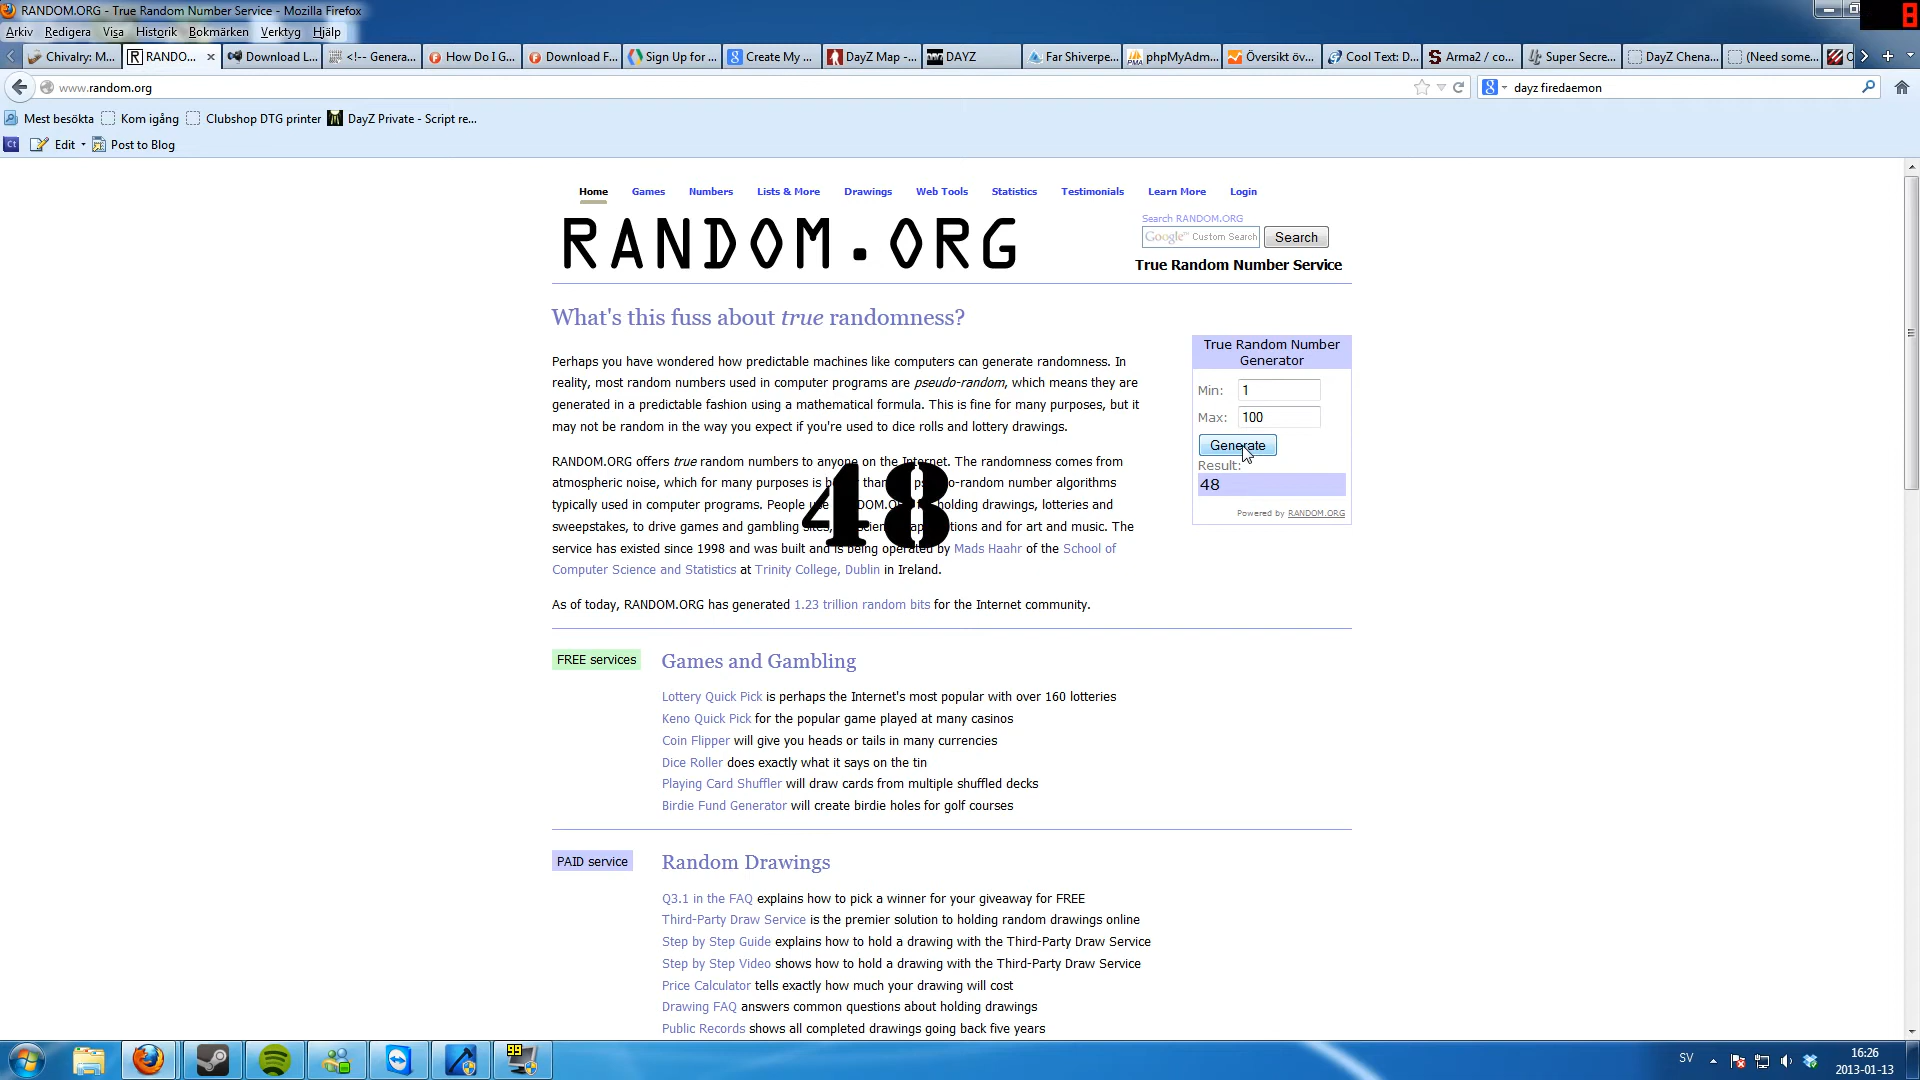 RANDOM.ORG - True Random Number Service - Mozilla Firefox
8
Arkiv Redigera Visa Historik Bokmärken Verktyg Hjälp
Chivalry: M... RANDO... Download L... <!-- Genera... How Do I G... Download F... Sign Up for ... Create My ... DayZ Map -... DAYZ Far Shiverpe... phpMyAdm... Översikt öv... Cool Text: D... Arma2 / co... Super Secre... DayZ Chena... (Need some...
www.random.org
dayz firedaemon
Mest besökta Kom igång Clubshop DTG printer DayZ Private - Script re...
Ct Edit Post to Blog
Home Games Numbers Lists & More Drawings Web Tools Statistics Testimonials Learn More Login
RANDOM.ORG
Search RANDOM.ORG
Google™ Custom Search Search
True Random Number Service
What's this fuss about true randomness?
Perhaps you have wondered how predictable machines like computers can generate randomness. In
reality, most random numbers used in computer programs are pseudo-random, which means they are
generated in a predictable fashion using a mathematical formula. This is fine for many purposes, but it
may not be random in the way you expect if you're used to dice rolls and lottery drawings.
RANDOM.ORG offers true random numbers to anyone on the Internet. The randomness comes from
atmospheric noise, which for many purposes is than -random number algorithms
typically used in computer programs. People holding drawings, lotteries and
sweepstakes, to drive games and gambling and for art and music. The
service has existed since 1998 and was built and is being operated by Mads Haahr of the School of
Computer Science and Statistics at Trinity College, Dublin in Ireland.
48
As of today, RANDOM.ORG has generated 1.23 trillion random bits for the Internet community.
True Random Number
Generator
Min: 1
Max: 100
Generate
Result:
48
Powered by RANDOM.ORG
FREE services
Games and Gambling
Lottery Quick Pick is perhaps the Internet's most popular with over 160 lotteries
Keno Quick Pick for the popular game played at many casinos
Coin Flipper will give you heads or tails in many currencies
Dice Roller does exactly what it says on the tin
Playing Card Shuffler will draw cards from multiple shuffled decks
Birdie Fund Generator will create birdie holes for golf courses
PAID service
Random Drawings
Q3.1 in the FAQ explains how to pick a winner for your giveaway for FREE
Third-Party Draw Service is the premier solution to holding random drawings online
Step by Step Guide explains how to hold a drawing with the Third-Party Draw Service
Step by Step Video shows how to hold a drawing with the Third-Party Draw Service
Price Calculator tells exactly how much your drawing will cost
Drawing FAQ answers common questions about holding drawings
Public Records shows all completed drawings going back five years
99
SV
16:26
2013-01-13